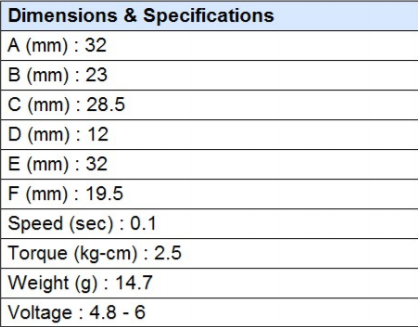 Dimensions & Specifications
A (mm) : 32
B (mm) : 23
C (mm) : 28.5
D (mm) : 12
E (mm) : 32
F (mm) : 19.5
Speed (sec) : 0.1
Torque (kg-cm) : 2.5
Weight (g) : 14.7
Voltage : 4.8 - 6